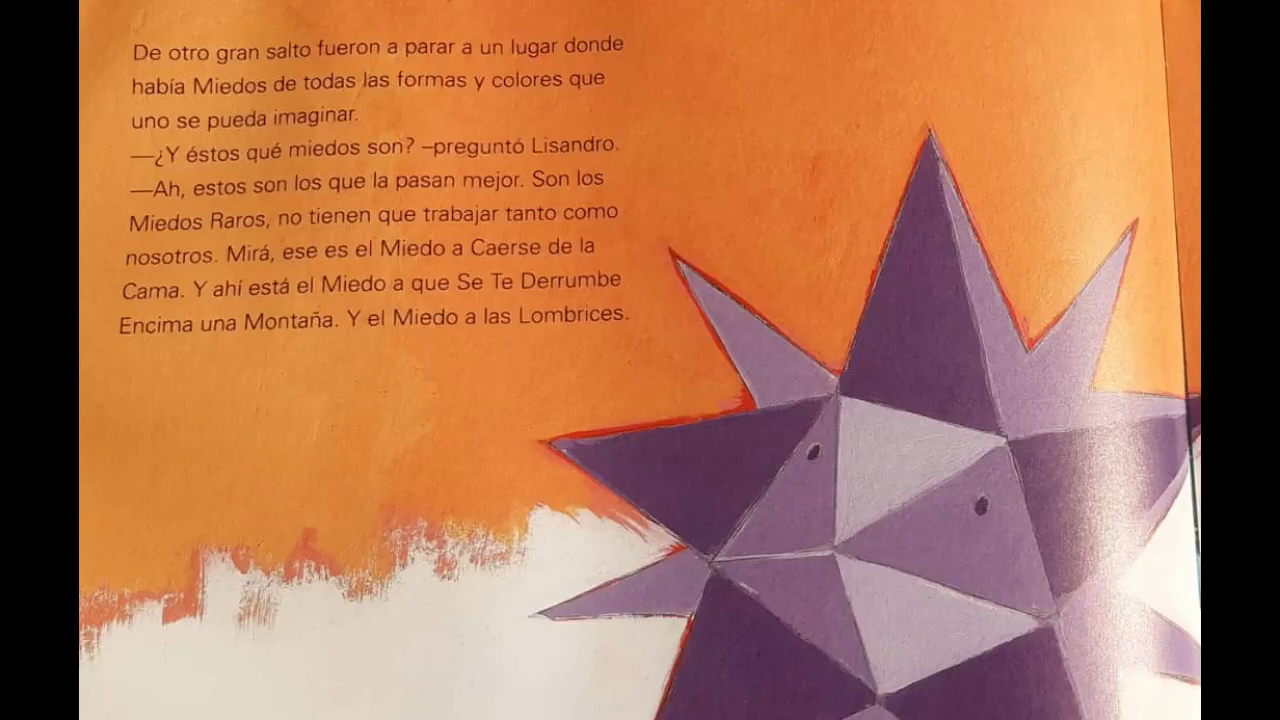 De otro gran salto fueron a parar a un lugar donde
había Miedos de todas las formas y colores que
uno se pueda imaginar.
—¿Y éstos qué miedos son? –preguntó Lisandro.
—Ah, estos son los que la pasan mejor. Son los
Miedos Raros, no tienen que trabajar tanto como
nosotros. Mirá, ese es el Miedo a Caerse de la
Cama. Y ahí está el Miedo a que Se Te Derrumbe
Encima una Montaña. Y el Miedo a las Lombrices.